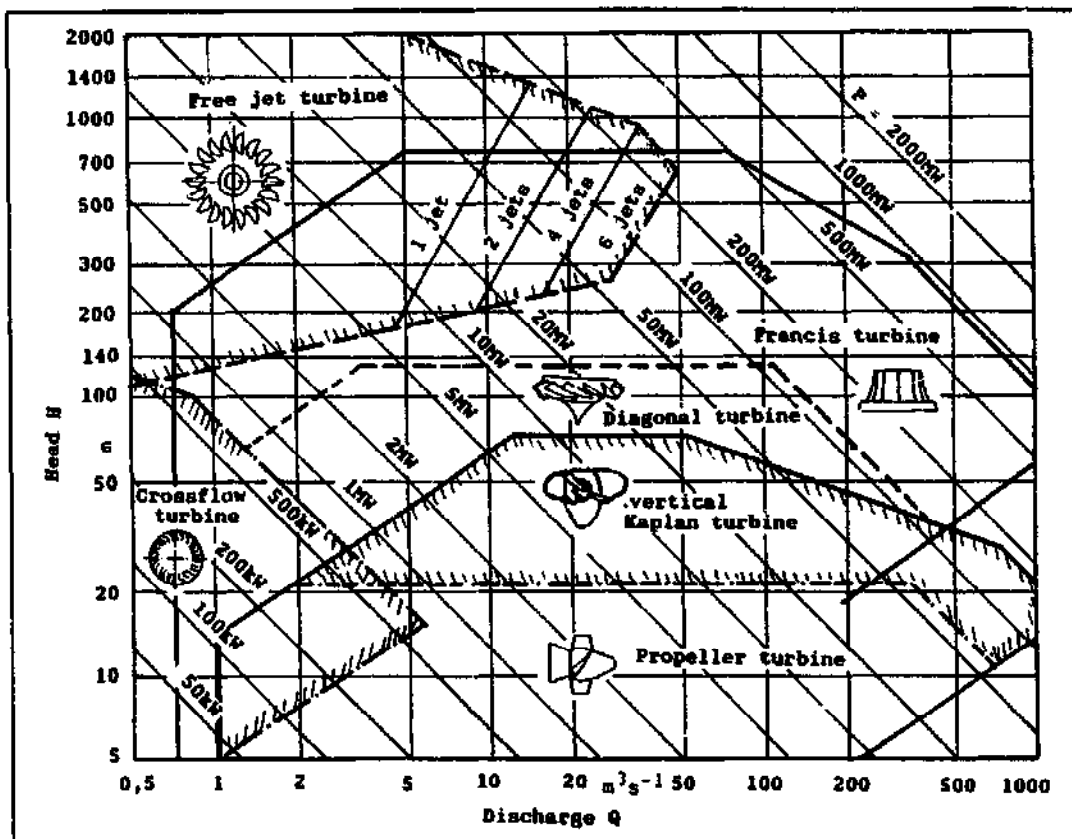 2000
1400
1000
700
500
300
200
140
100
50
20
10
5
Head H
m
Free jet turbine
1 jet
2 jets
4 jets
6 jets
P = 2000MW
1000MW
500MW
200MW
100MW
50MW
20MW
10MW
5MW
2MW
1MW
500kW
200kW
100kW
50kW
Francis turbine
Diagonal turbine
.vertical
Kaplan turbine
Crossflow
turbine
Propeller turbine
0,5 1 2 5 10 20 m³s⁻¹ 50 100 200 500 1000
Discharge Q